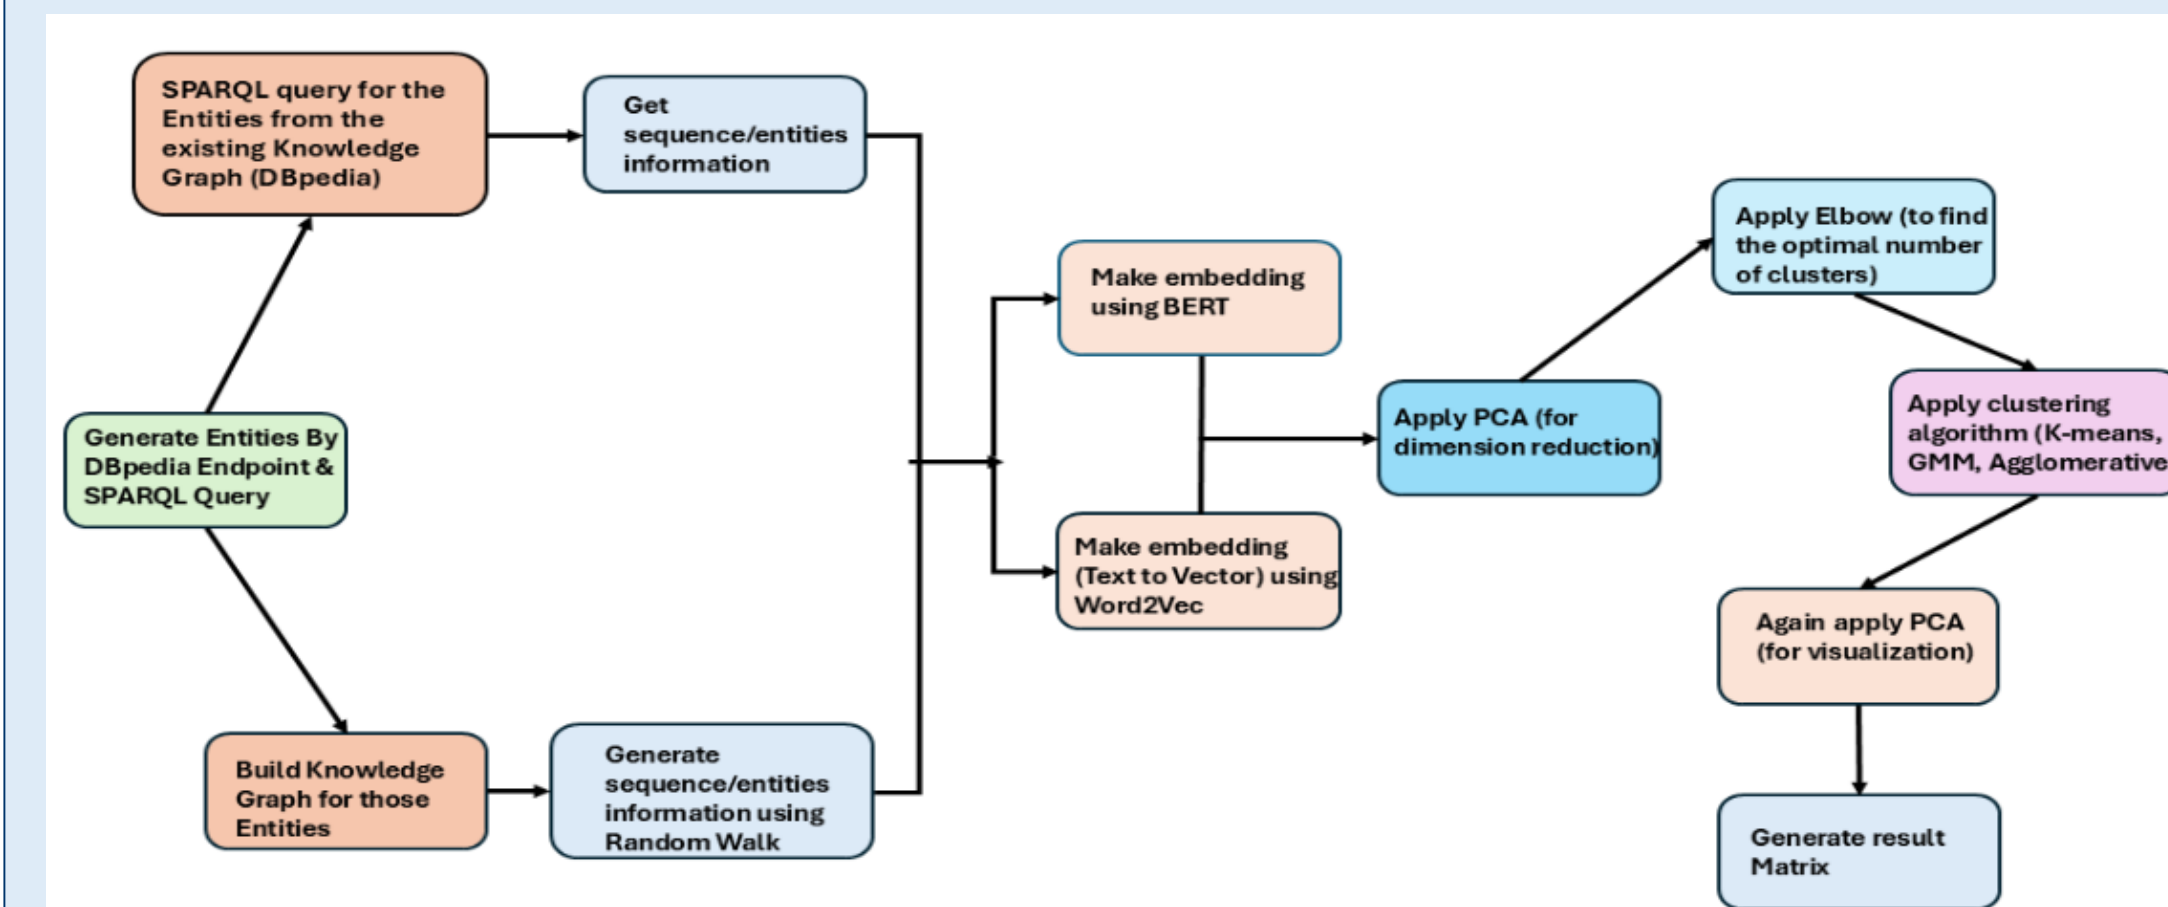 SPARQL query for the
Entities from the
existing Knowledge
Graph (DBpedia)
Get
sequence/entities
information
Generate Entities By
DBpedia Endpoint &
SPARQL Query
Build Knowledge
Graph for those
Entities
Generate
sequence/entities
information using
Random Walk
Make embedding
using BERT
Make embedding
(Text to Vector) using
Word2Vec
Apply PCA (for
dimension reduction)
Apply Elbow (to find
the optimal number
of clusters)
Apply clustering
algorithm (K-means,
GMM, Agglomerative
Again apply PCA
(for visualization)
Generate result
Matrix